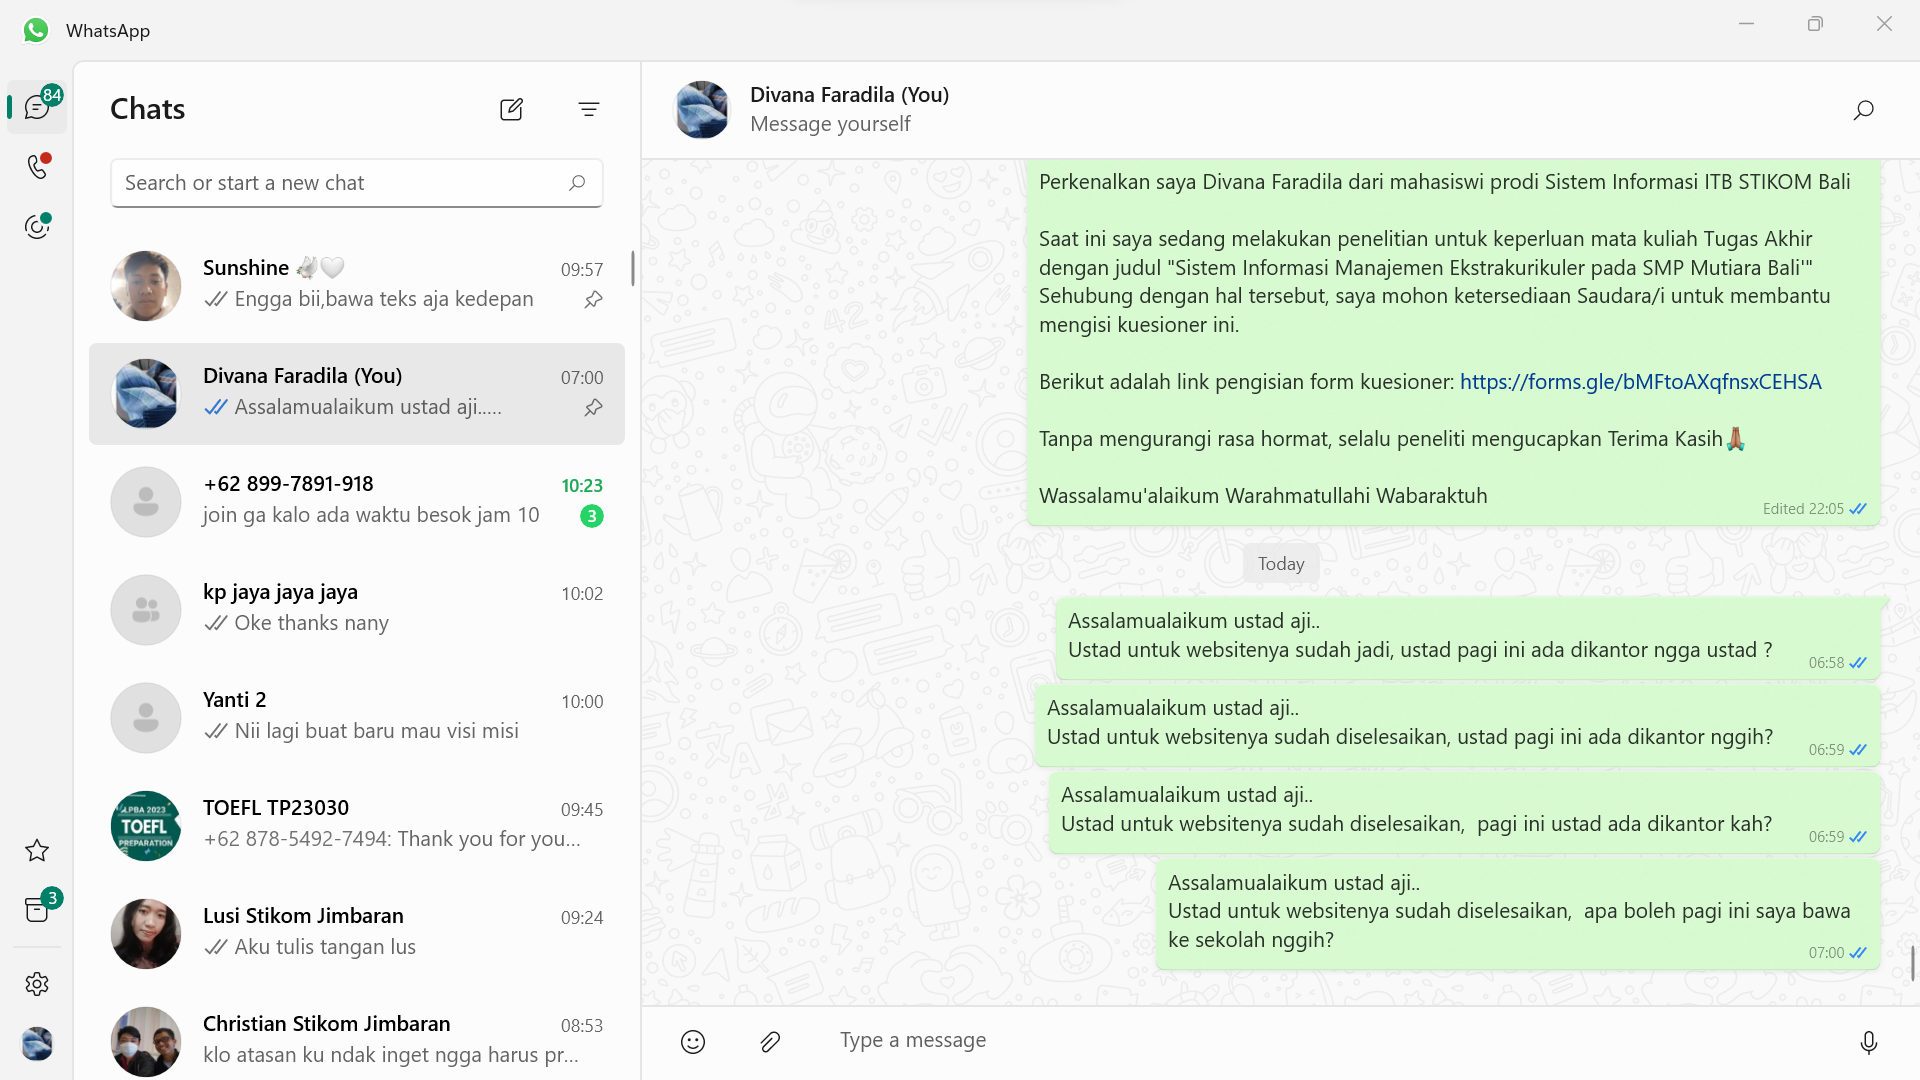 WhatsApp
84
Chats
Search or start a new chat
Sunshine 🕊️🤍
09:57
Engga bii,bawa teks aja kedepan
Divana Faradila (You)
07:00
Assalamualaikum ustad aji.....
+62 899-7891-918
10:23
join ga kalo ada waktu besok jam 10
3
kp jaya jaya jaya
10:02
Oke thanks nany
Yanti 2
10:00
Nii lagi buat baru mau visi misi
LPBA 2023
TOEFL
PREPARATION
TOEFL TP23030
09:45
+62 878-5492-7494: Thank you for you...
Lusi Stikom Jimbaran
09:24
Aku tulis tangan lus
3
Christian Stikom Jimbaran
08:53
klo atasan ku ndak inget ngga harus pr...
Divana Faradila (You)
Message yourself
Perkenalkan saya Divana Faradila dari mahasiswi prodi Sistem Informasi ITB STIKOM Bali
Saat ini saya sedang melakukan penelitian untuk keperluan mata kuliah Tugas Akhir
dengan judul "Sistem Informasi Manajemen Ekstrakurikuler pada SMP Mutiara Bali'"
Sehubung dengan hal tersebut, saya mohon ketersediaan Saudara/i untuk membantu
mengisi kuesioner ini.
Berikut adalah link pengisian form kuesioner: https://forms.gle/bMFtoAXqfnsxCEHSA
Tanpa mengurangi rasa hormat, selalu peneliti mengucapkan Terima Kasih🙏🏽
Wassalamu'alaikum Warahmatullahi Wabaraktuh
Edited 22:05
Today
Assalamualaikum ustad aji..
Ustad untuk websitenya sudah jadi, ustad pagi ini ada dikantor ngga ustad ?
06:58
Assalamualaikum ustad aji..
Ustad untuk websitenya sudah diselesaikan, ustad pagi ini ada dikantor nggih?
06:59
Assalamualaikum ustad aji..
Ustad untuk websitenya sudah diselesaikan,  pagi ini ustad ada dikantor kah?
06:59
Assalamualaikum ustad aji..
Ustad untuk websitenya sudah diselesaikan,  apa boleh pagi ini saya bawa
ke sekolah nggih?
07:00
Type a message